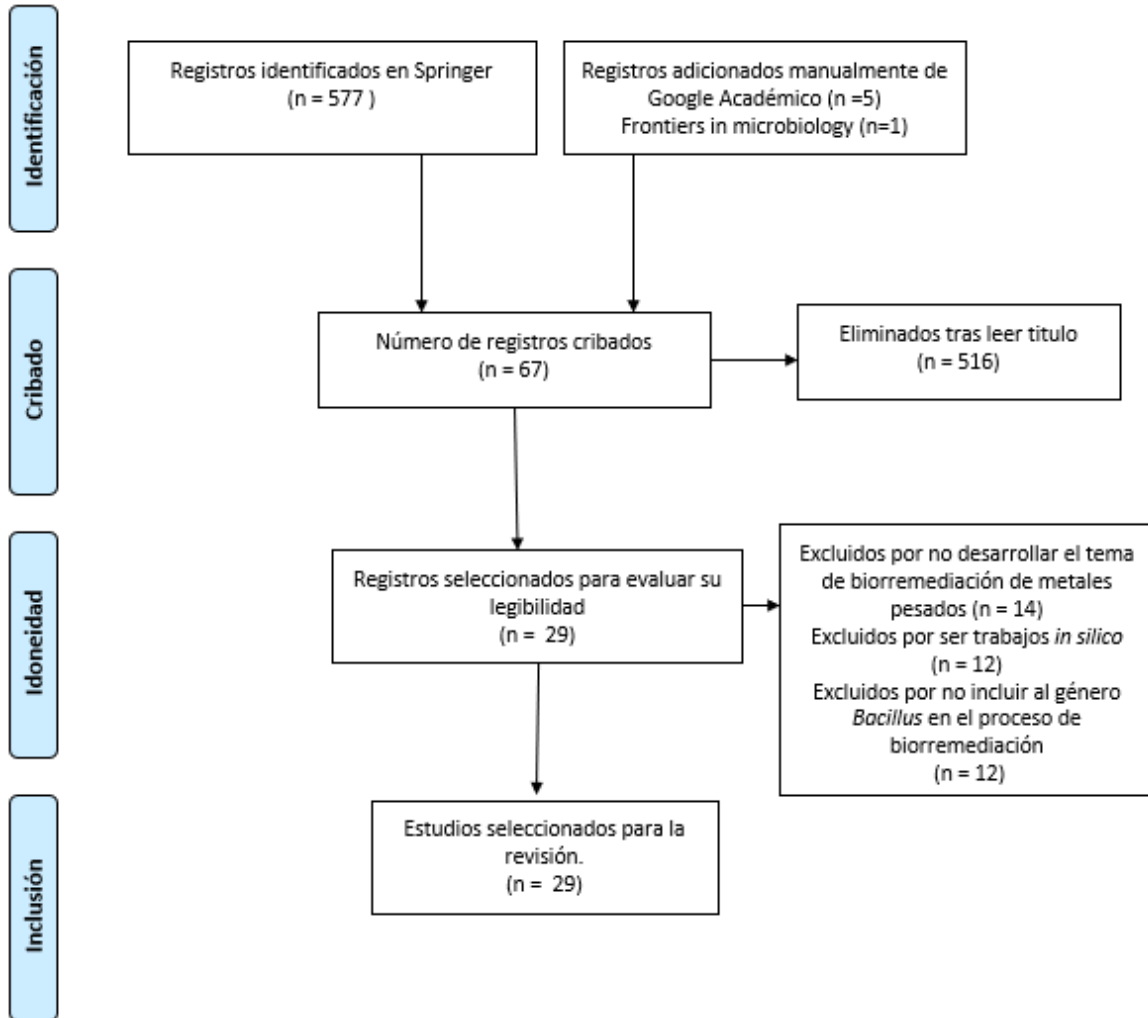 Identificación
Registros identificados en Springer
(n = 577 )
Registros adicionados manualmente de
Google Académico (n =5)
Frontiers in microbiology (n=1)
Cribado
Número de registros cribados
(n = 67)
Eliminados tras leer titulo
(n = 516)
Idoneidad
Registros seleccionados para evaluar su
legibilidad
(n =  29)
Excluidos por no desarrollar el tema
de biorremediación de metales
pesados (n = 14)
Excluidos por ser trabajos in silico
(n = 12)
Excluidos por no incluir al género
Bacillus en el proceso de
biorremediación
(n = 12)
Inclusión
Estudios seleccionados para la
revisión.
(n =  29)